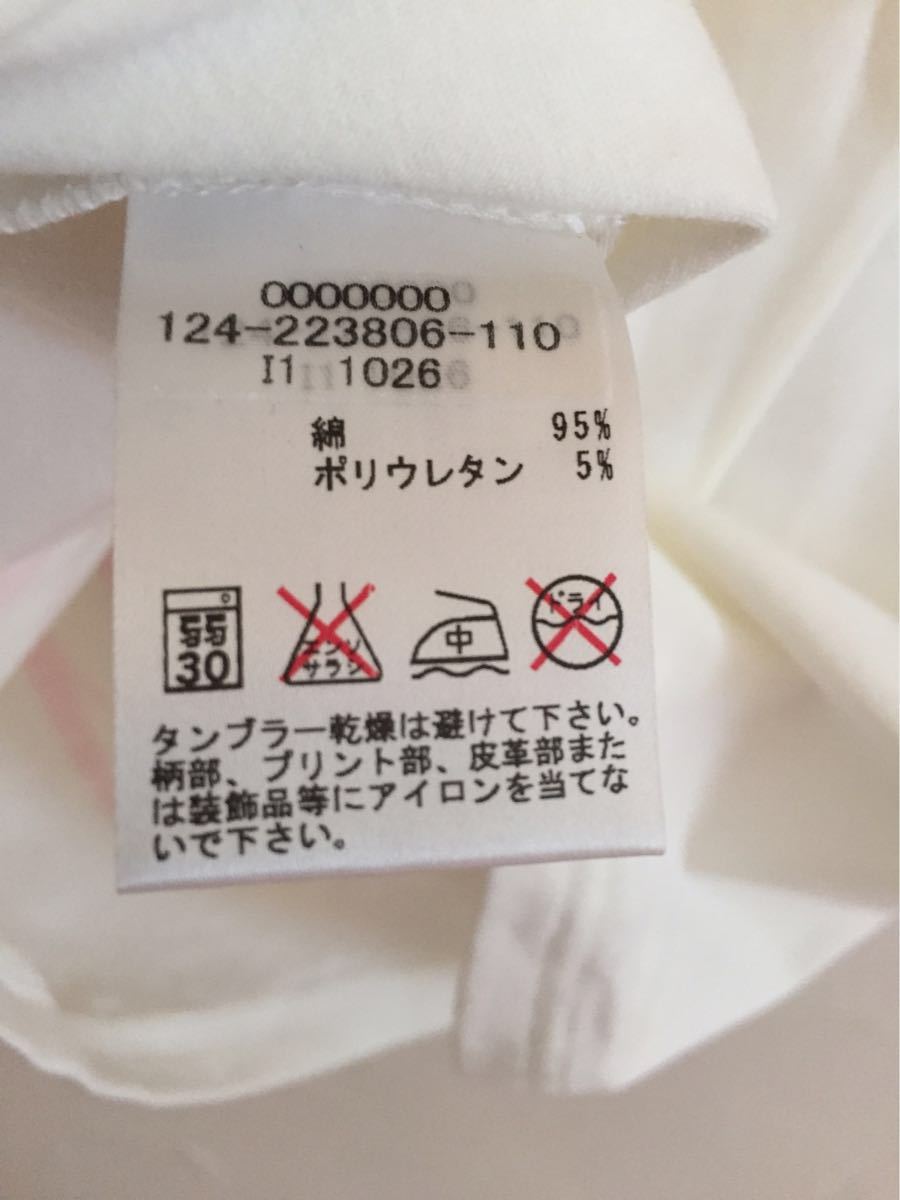 0000000
124-223806-110
I1 1026
綿 95%
ポリウレタン 5%
弱
30
エンソ
サラシ
中
ドライ
タンブラー乾燥は避けて下さい。
柄部、プリント部、皮革部また
は装飾品等にアイロンを当てな
いで下さい。